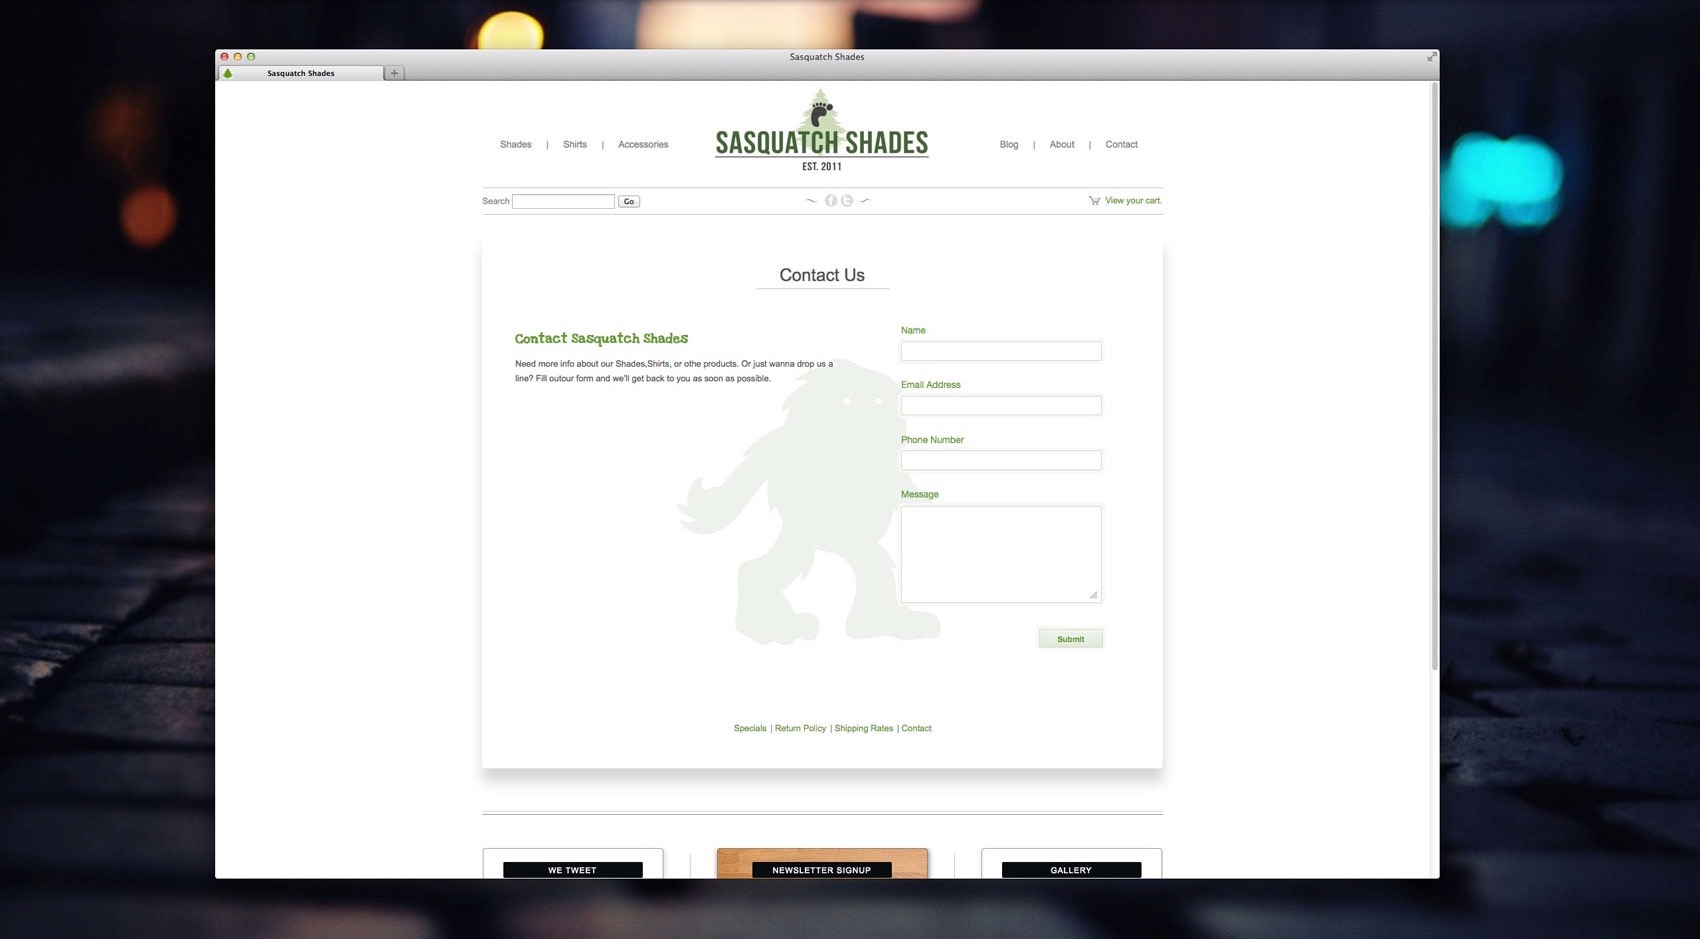 Sasquatch Shades
Sasquatch Shades
Shades | Shirts | Accessories
SASQUATCH SHADES
EST. 2011
Blog | About | Contact
Search Go
View your cart.
Contact Us
Contact Sasquatch Shades
Need more info about our Shades,Shirts, or othe products. Or just wanna drop us a
line? Fill outour form and we'll get back to you as soon as possible.
Name
Email Address
Phone Number
Message
Submit
Specials | Return Policy | Shipping Rates | Contact
WE TWEET
NEWSLETTER SIGNUP
GALLERY